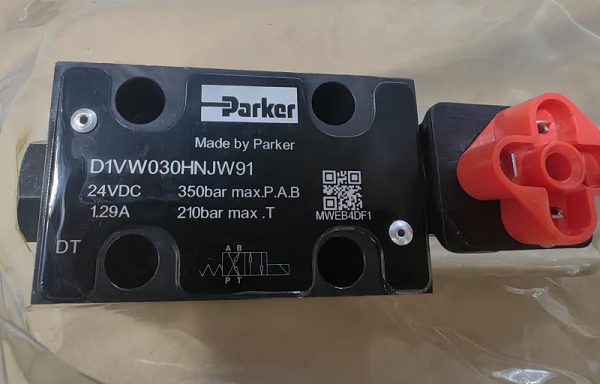 Parker
Made by Parker
D1VW030HNJW91
24VDC 350bar max.P.A.B
1.29A 210bar max .T
MWEB4DF1
DT
A B
P T